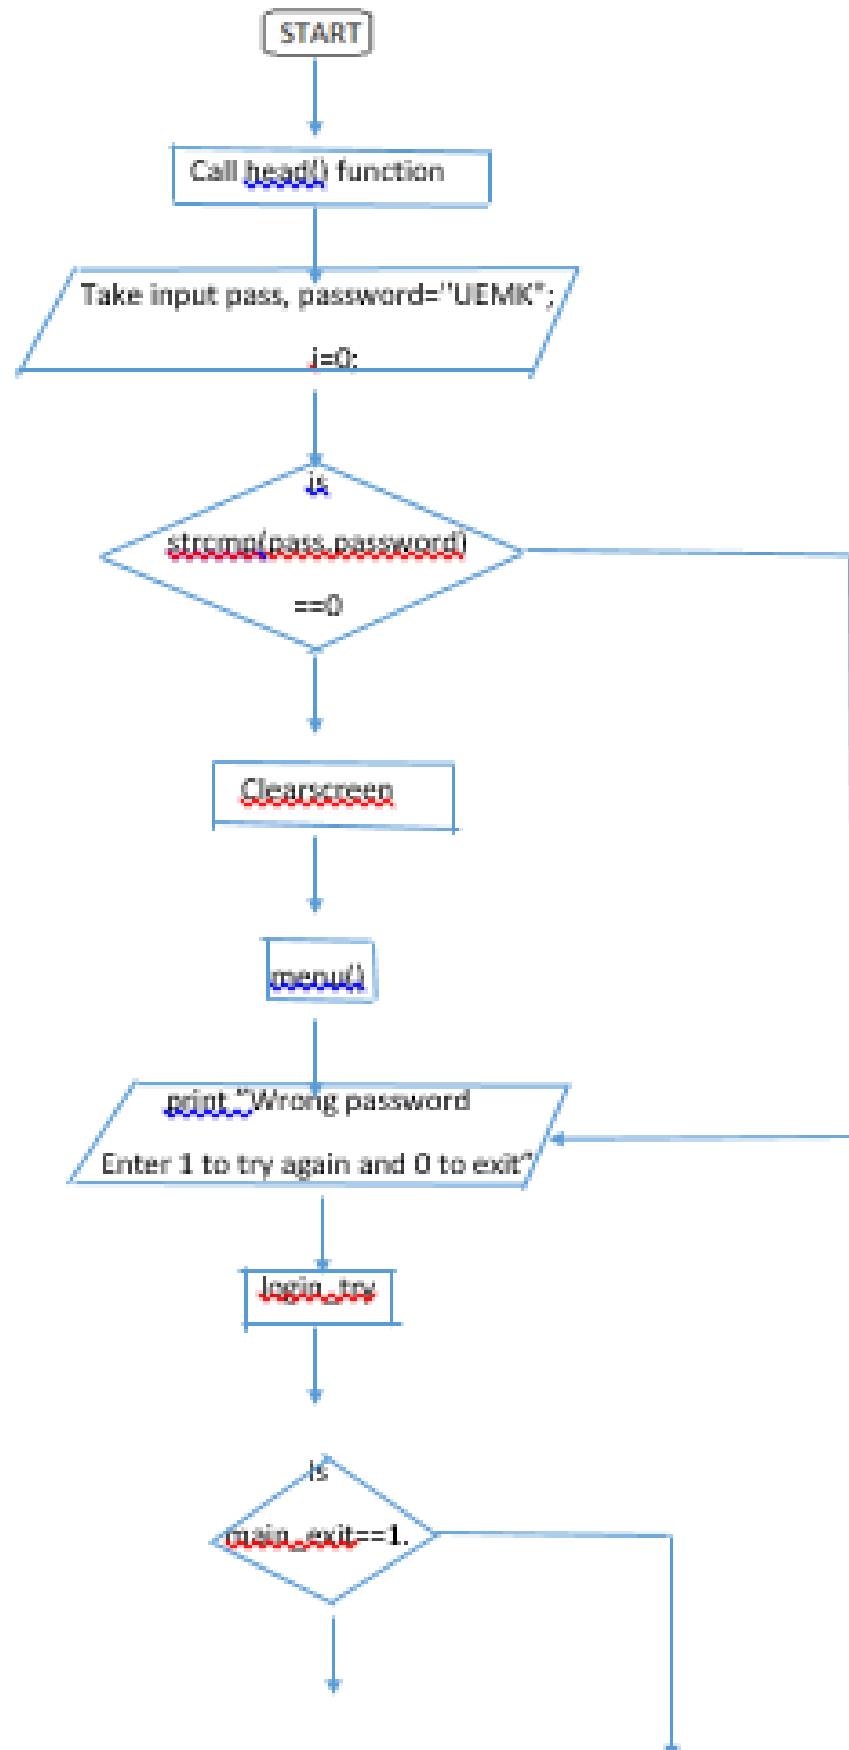 START
Call head() function
Take input pass, password="UEMK";
i=0;
is
strcmp(pass,password)
==0
Clearscreen
menu()
print "Wrong password
Enter 1 to try again and 0 to exit"
login_try
Is
main_exit==1.